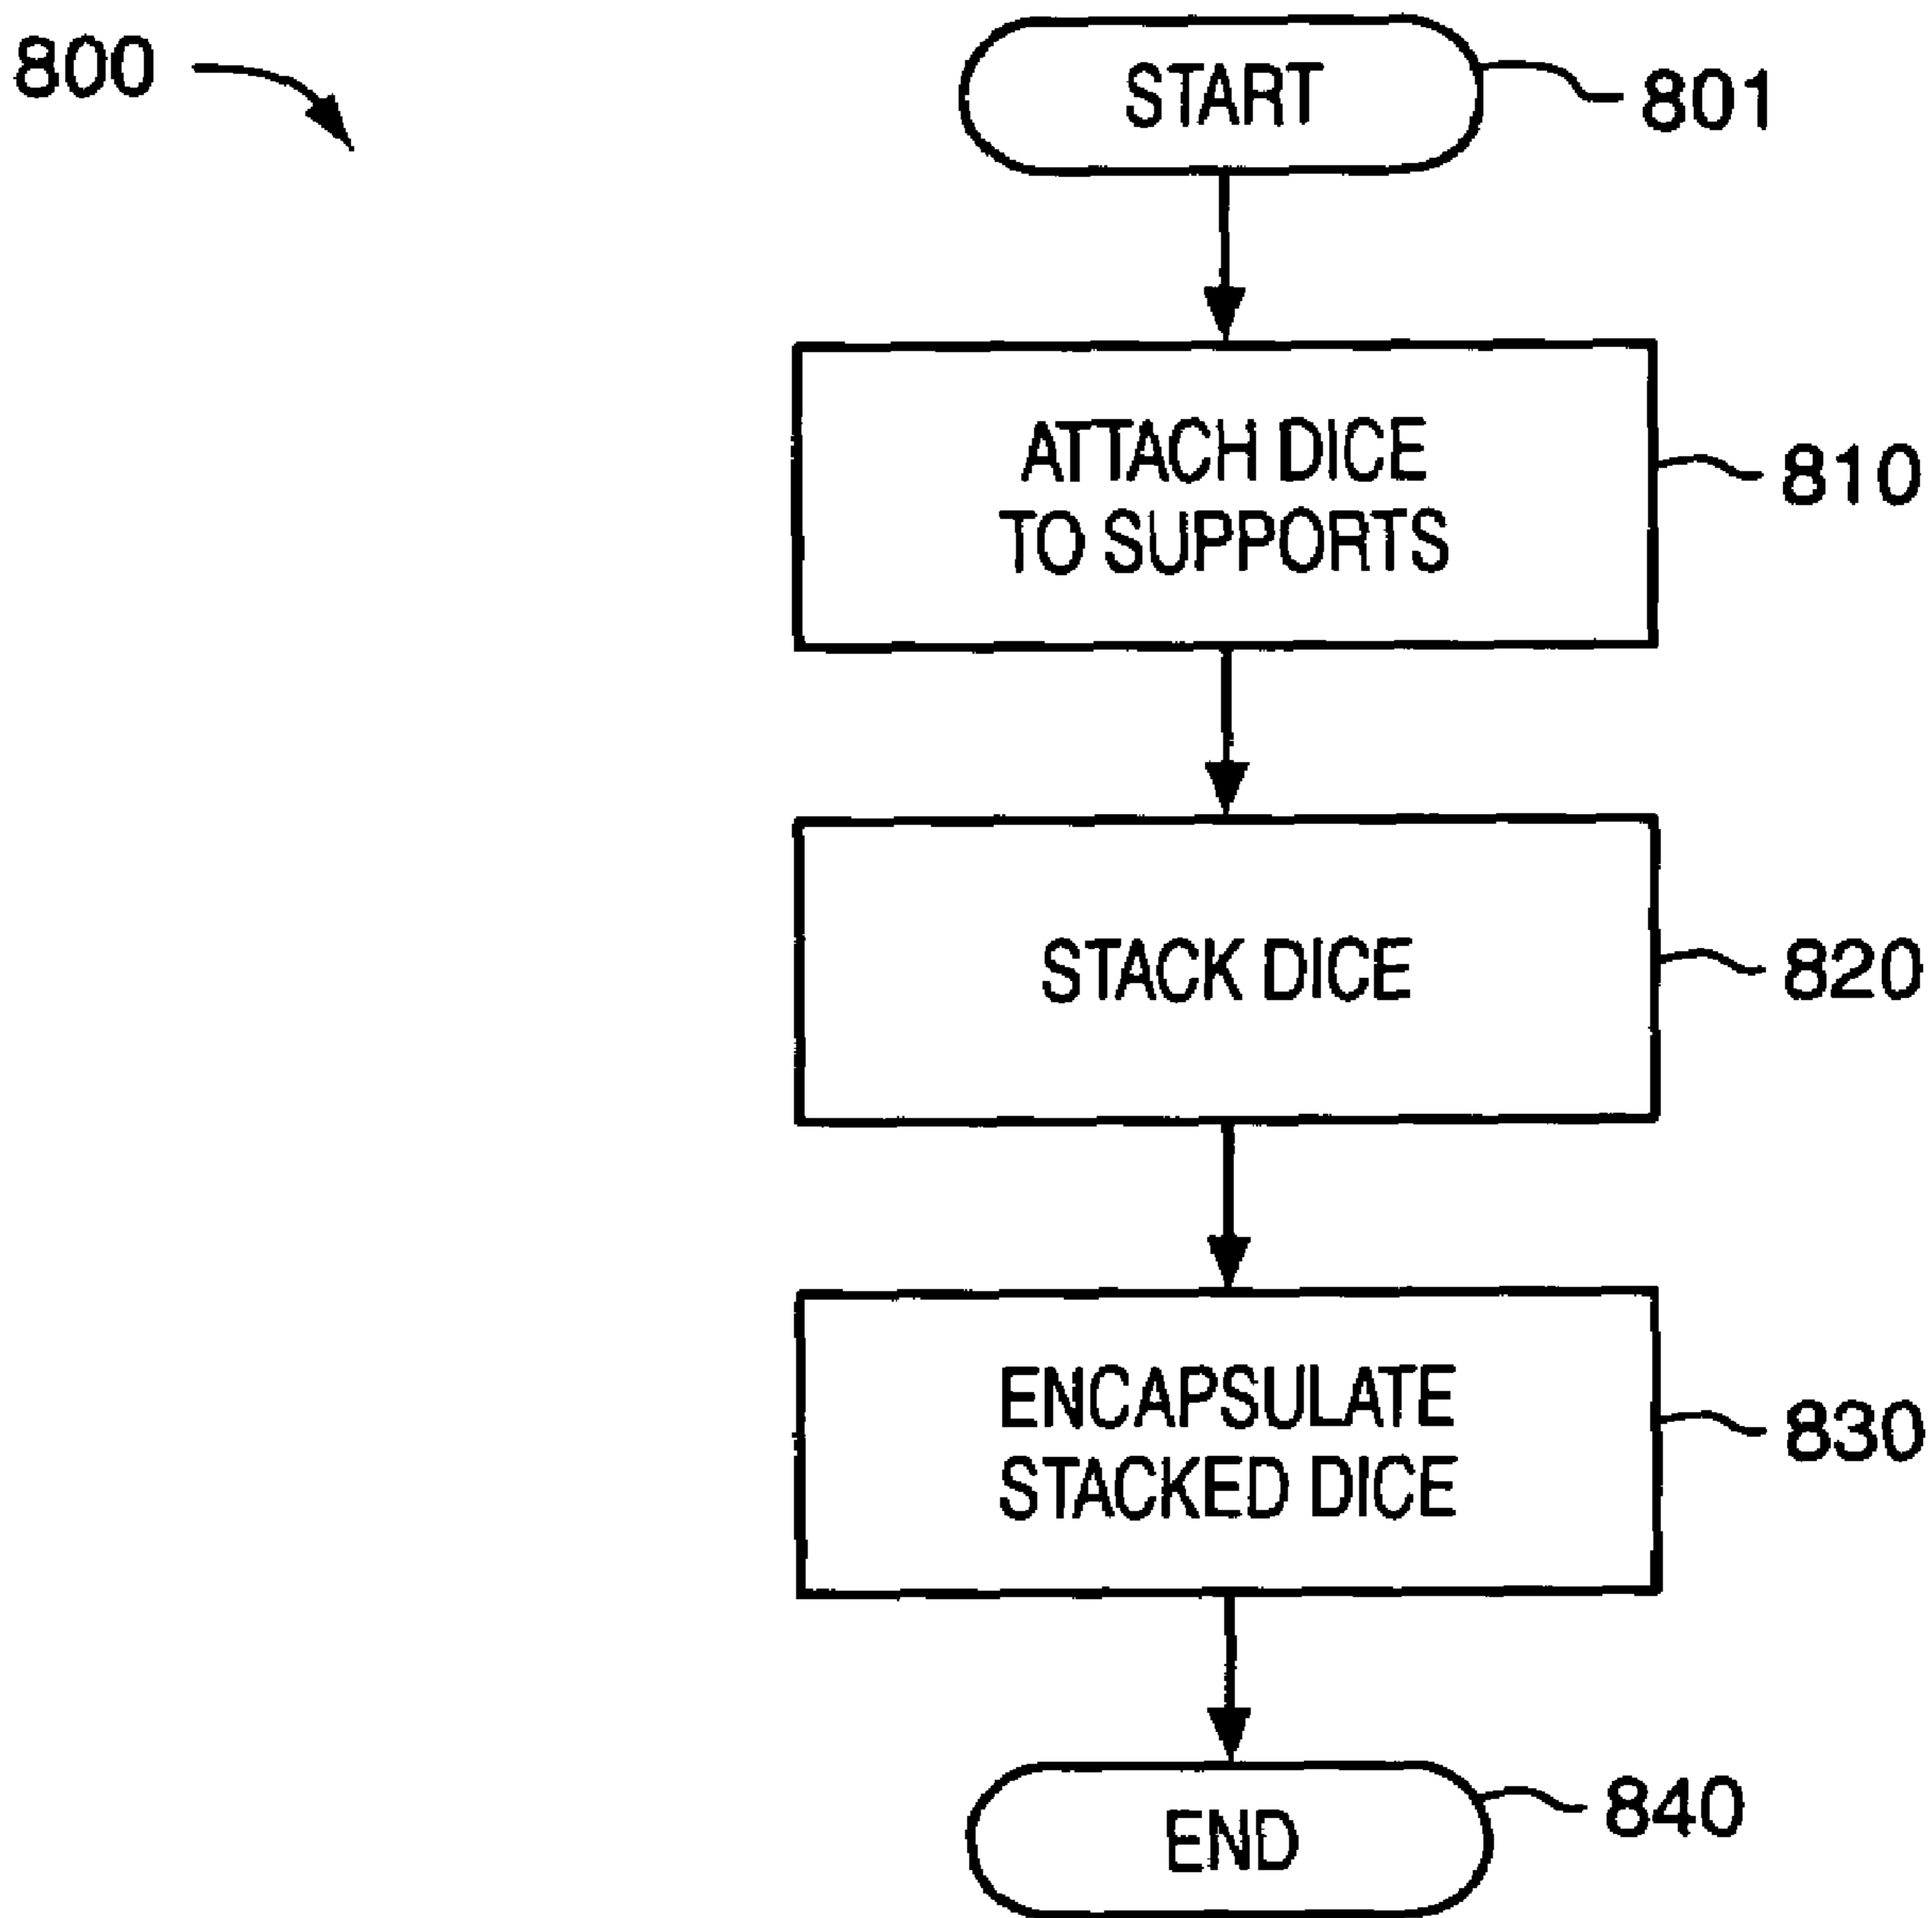 800
START
801
ATTACH DICE
TO SUPPORTS
810
STACK DICE
820
ENCAPSULATE
STACKED DICE
830
END
840